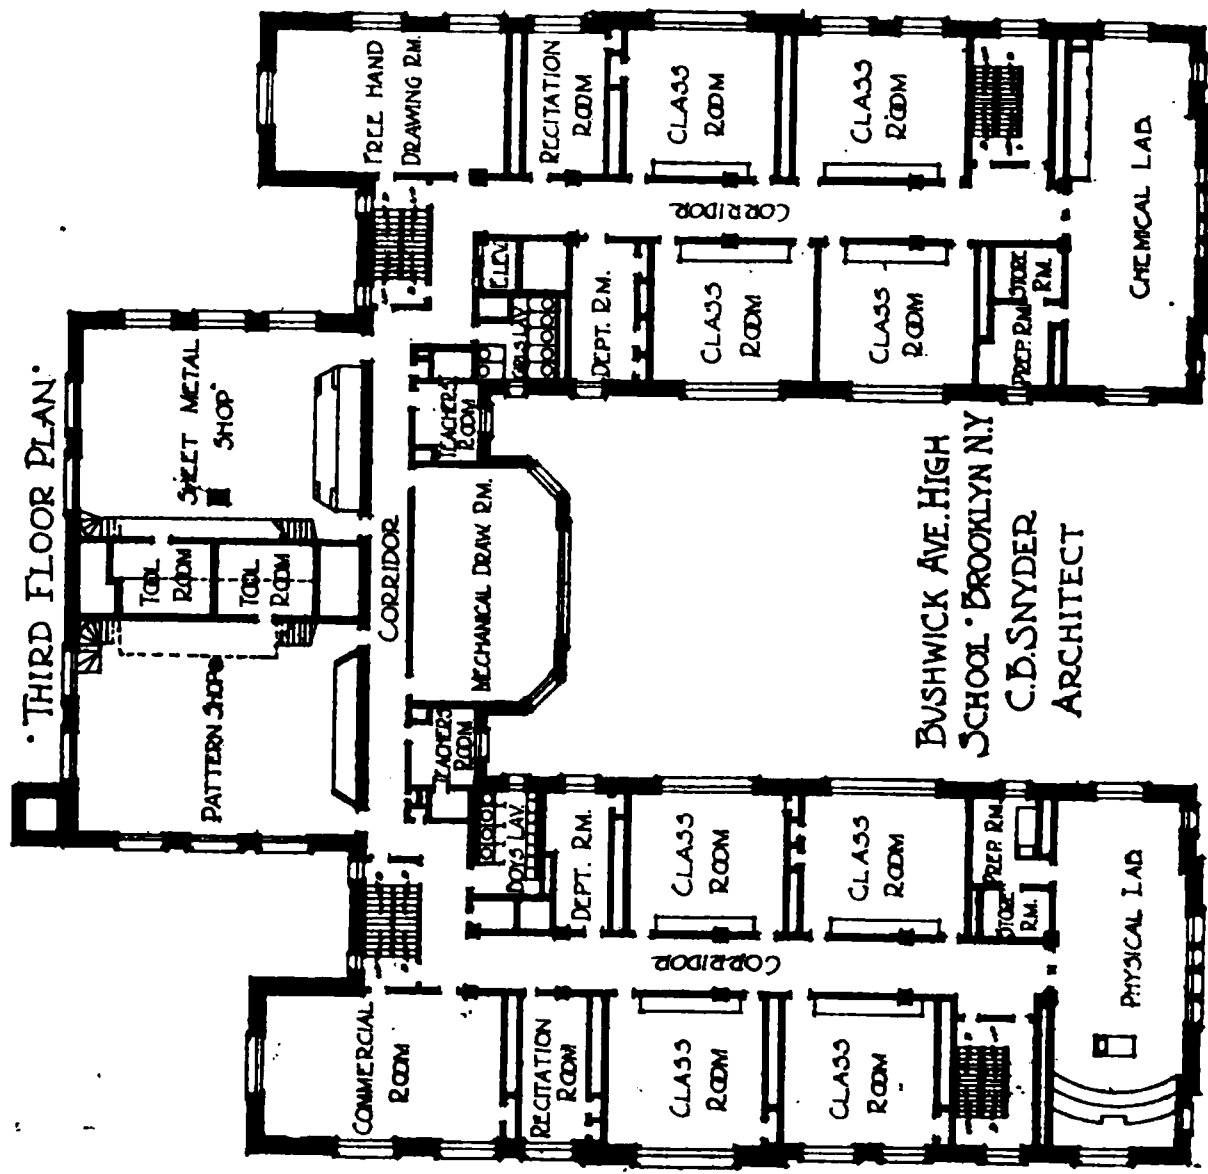 "THIRD FLOOR PLAN"
PATTERN SHOP
TOOL
ROOM
TOOL
ROOM
SHEET METAL
SHOP
CORRIDOR
COMMERCIAL
ROOM
TEACHERS
ROOM
MECHANICAL DRAW. RM.
TEACHERS
ROOM
FREE HAND
DRAWING RM.
BOYS LAV.
GIRLS LAV.
ELEV.
RECITATION
ROOM
DEPT. RM.
DEPT. RM.
RECITATION
ROOM
CLASS
ROOM
CLASS
ROOM
CLASS
ROOM
CLASS
ROOM
CORRIDOR
CORRIDOR
CLASS
ROOM
CLASS
ROOM
CLASS
ROOM
CLASS
ROOM
BUSHWICK AVE. HIGH
SCHOOL BROOKLYN N.Y
C.B. SNYDER
ARCHITECT
STORE
RM.
PREP. RM.
PREP. RM.
STORE
RM.
PHYSICAL LAB.
CHEMICAL LAB.